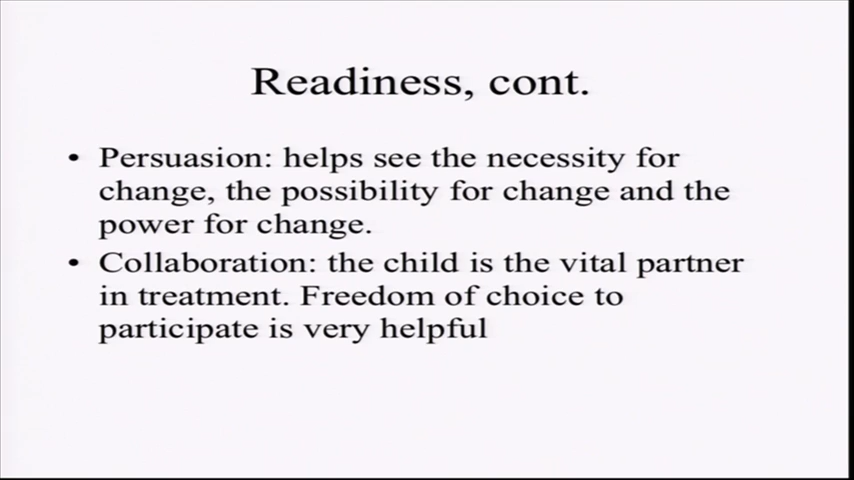 Readiness, cont.
• Persuasion: helps see the necessity for
change, the possibility for change and the
power for change.
• Collaboration: the child is the vital partner
in treatment. Freedom of choice to
participate is very helpful